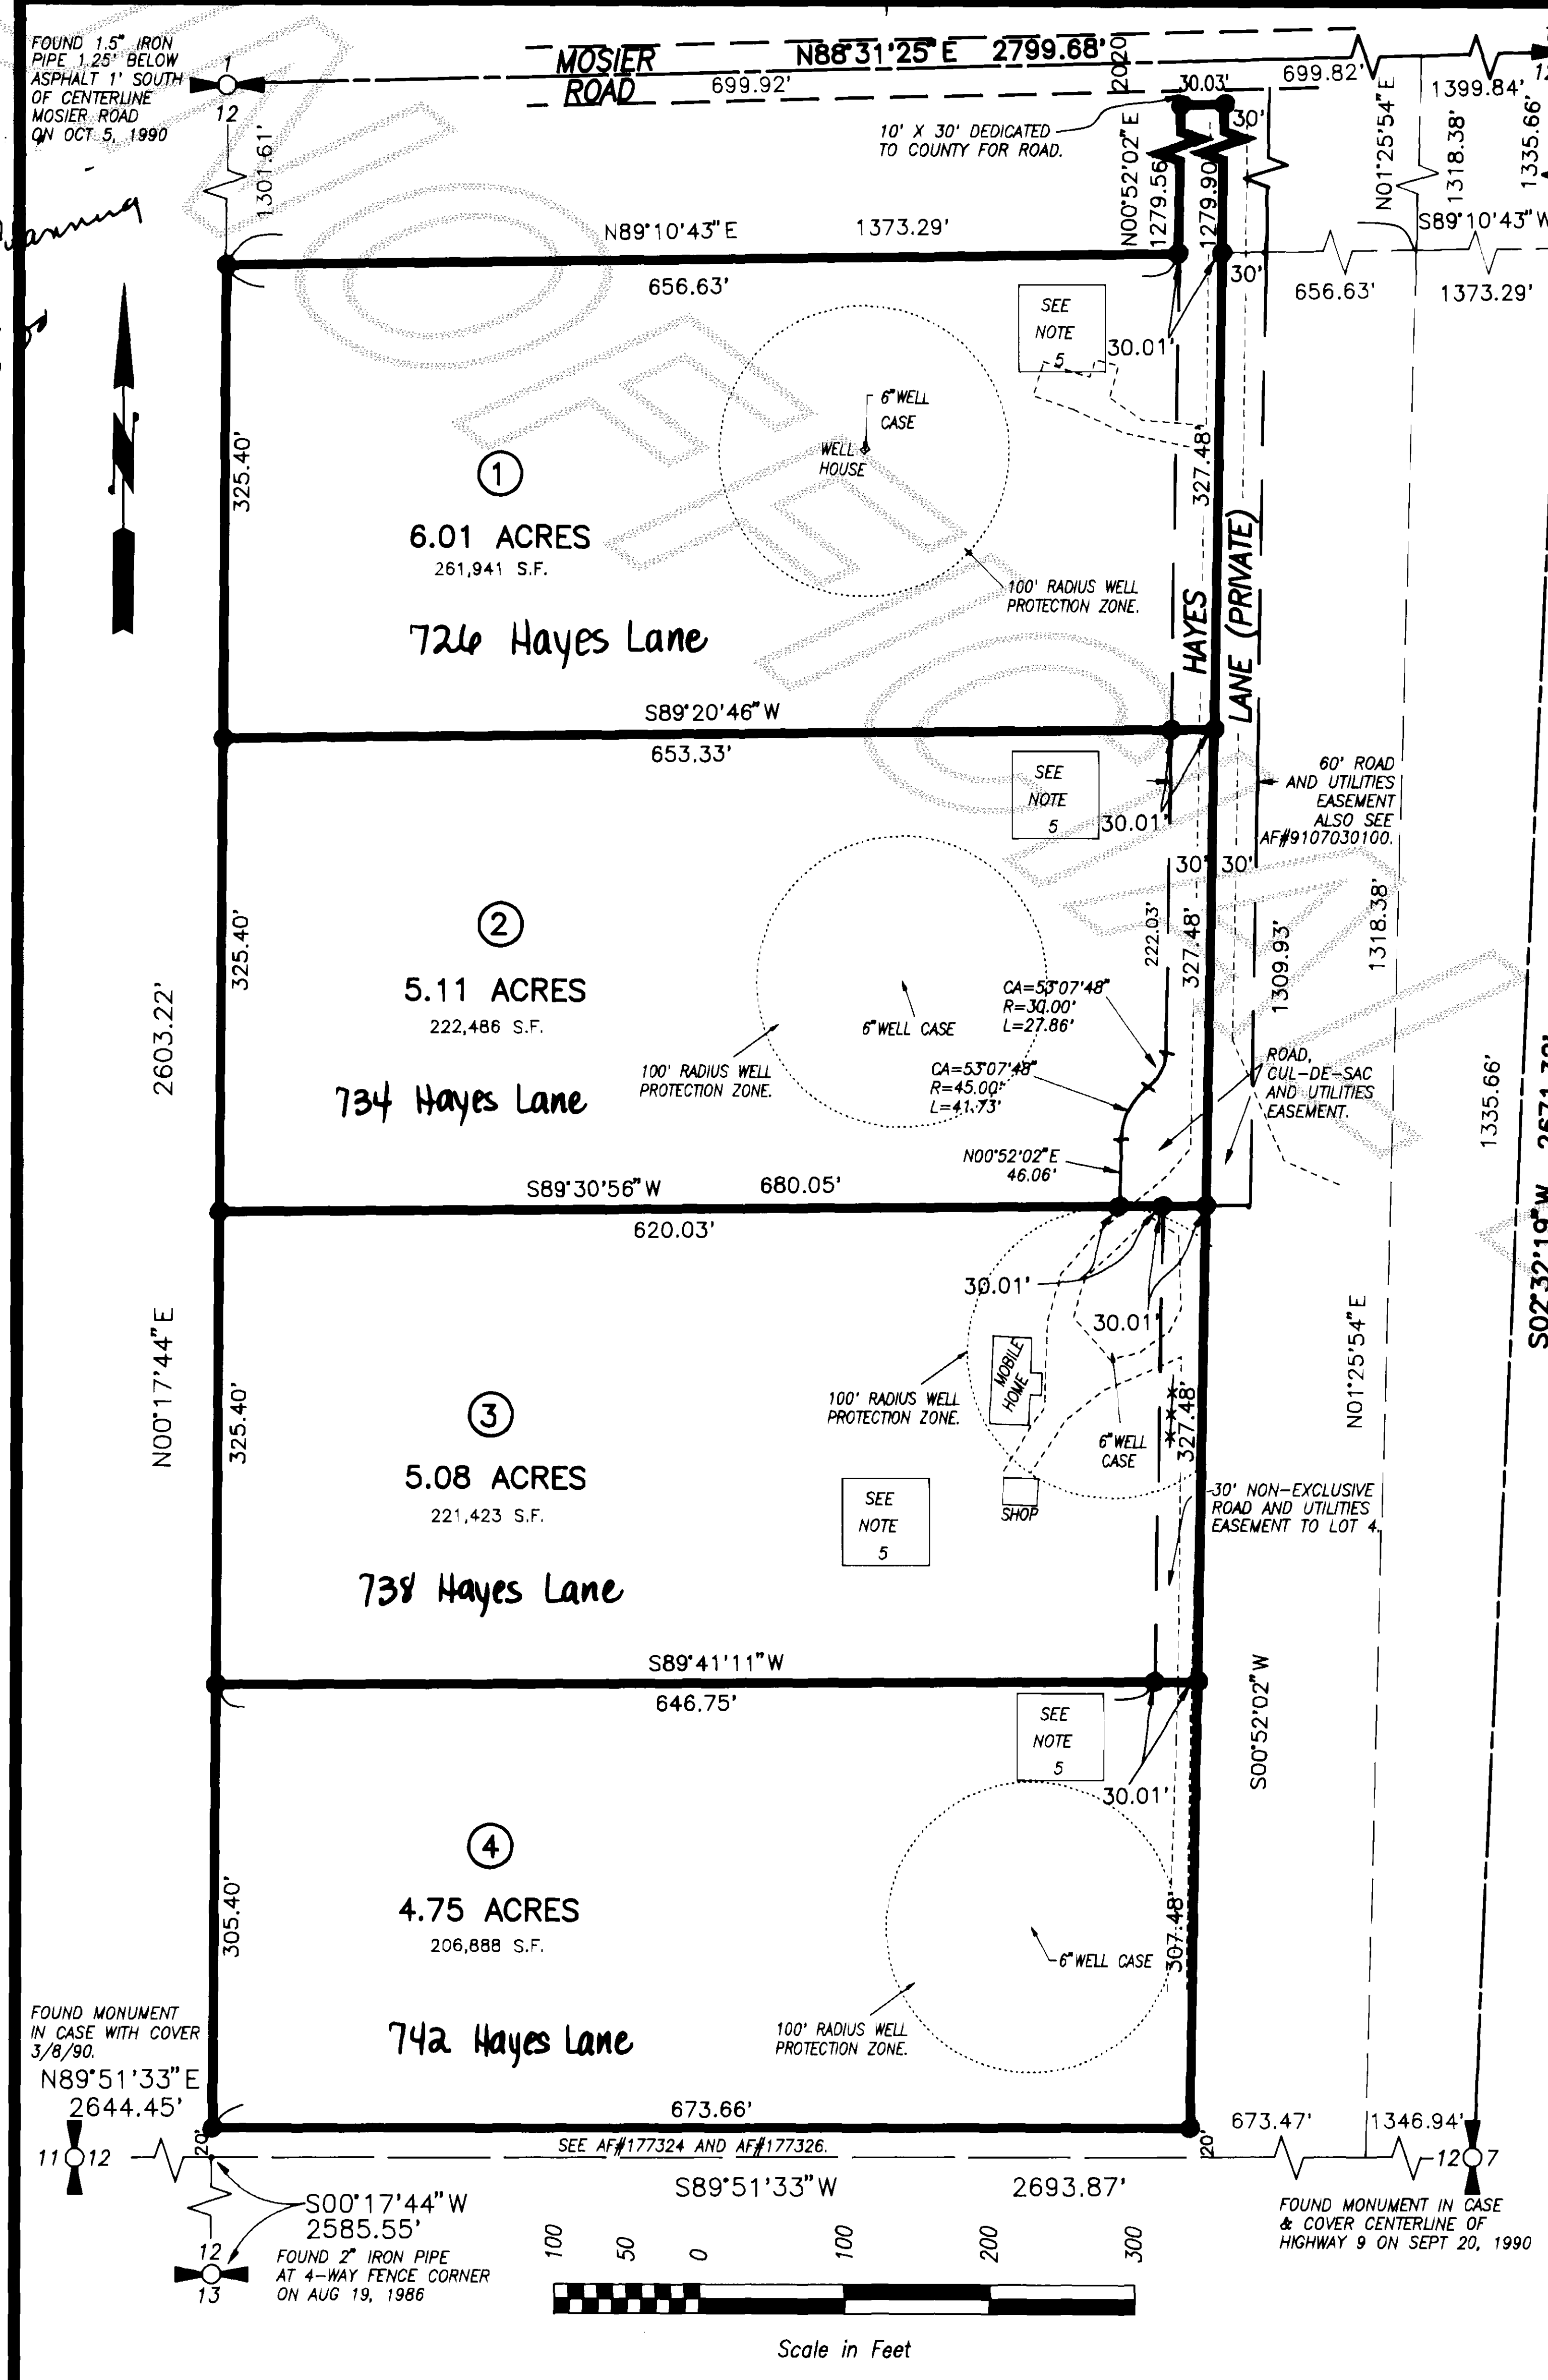 FOUND 1.5" IRON
PIPE 1.25' BELOW
ASPHALT 1' SOUTH
OF CENTERLINE
MOSIER ROAD
ON OCT 5, 1990
1
12
MOSIER
ROAD
N88°31'25"E 2799.68'
699.92'
2020
30.03'
699.82'
1399.84'
12
30'
10' X 30' DEDICATED
TO COUNTY FOR ROAD.
1301.61'
N00°52'02"E
1279.56'
1279.90'
N01°25'54"E
1318.38'
1335.66'
N89°10'43"E 1373.29'
S89°10'43"W
656.63'
30'
656.63'
1373.29'
SEE
NOTE
5
30.01'
6"WELL
CASE
WELL
HOUSE
325.40'
327.48'
1
6.01 ACRES
261,941 S.F.
100' RADIUS WELL
PROTECTION ZONE.
726 Hayes Lane
HAYES
LANE (PRIVATE)
S89°20'46"W
653.33'
SEE
NOTE
5
30.01'
60' ROAD
AND UTILITIES
EASEMENT
ALSO SEE
AF#9107030100.
30' 30'
325.40'
222.03'
327.48'
1309.93'
1318.38'
2
5.11 ACRES
222,486 S.F.
6"WELL CASE
CA=53°07'48"
R=30.00'
L=27.86'
2603.22'
100' RADIUS WELL
PROTECTION ZONE.
CA=53°07'48"
R=45.00'
L=41.73'
ROAD,
CUL-DE-SAC
AND UTILITIES
EASEMENT.
1335.66'
734 Hayes Lane
N00°52'02"E
46.06'
S89°30'56"W 680.05'
620.03'
S02°32'19"W
30.01'
30.01'
N00°17'44"E
N01°25'54"E
MOBILE
HOME
100' RADIUS WELL
PROTECTION ZONE.
325.40'
327.48'
3
6"WELL
CASE
5.08 ACRES
221,423 S.F.
SEE
NOTE
5
SHOP
30' NON-EXCLUSIVE
ROAD AND UTILITIES
EASEMENT TO LOT 4.
738 Hayes Lane
S89°41'11"W
646.75'
SEE
NOTE
5
30.01'
S00°52'02"W
4
4.75 ACRES
206,888 S.F.
305.40'
307.48'
6"WELL CASE
100' RADIUS WELL
PROTECTION ZONE.
742 Hayes Lane
FOUND MONUMENT
IN CASE WITH COVER
3/8/90.
N89°51'33"E
2644.45'
673.66'
673.47'
1346.94'
11 12
20'
SEE AF#177324 AND AF#177326.
20'
12 7
S89°51'33"W 2693.87'
S00°17'44"W
2585.55'
12
13
FOUND 2" IRON PIPE
AT 4-WAY FENCE CORNER
ON AUG 19, 1986
FOUND MONUMENT IN CASE
& COVER CENTERLINE OF
HIGHWAY 9 ON SEPT 20, 1990
100 50 0 100 200 300
Scale in Feet